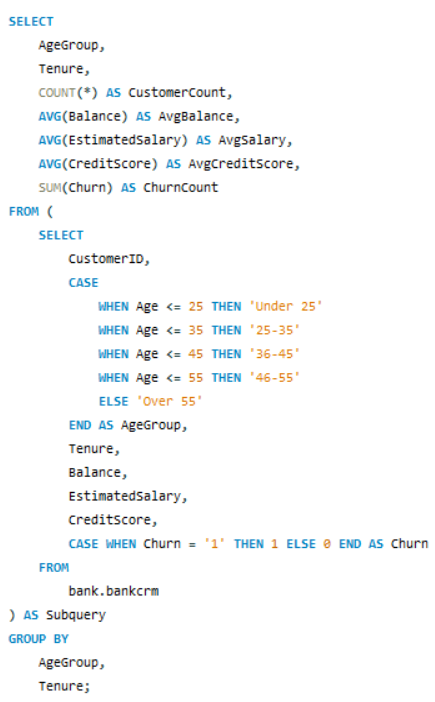 SELECT
    AgeGroup,
    Tenure,
    COUNT(*) AS CustomerCount,
    AVG(Balance) AS AvgBalance,
    AVG(EstimatedSalary) AS AvgSalary,
    AVG(CreditScore) AS AvgCreditScore,
    SUM(Churn) AS ChurnCount
FROM (
    SELECT
        CustomerID,
        CASE
            WHEN Age <= 25 THEN 'Under 25'
            WHEN Age <= 35 THEN '25-35'
            WHEN Age <= 45 THEN '36-45'
            WHEN Age <= 55 THEN '46-55'
            ELSE 'Over 55'
        END AS AgeGroup,
        Tenure,
        Balance,
        EstimatedSalary,
        CreditScore,
        CASE WHEN Churn = '1' THEN 1 ELSE 0 END AS Churn
    FROM
        bank.bankcrm
) AS Subquery
GROUP BY
    AgeGroup,
    Tenure;